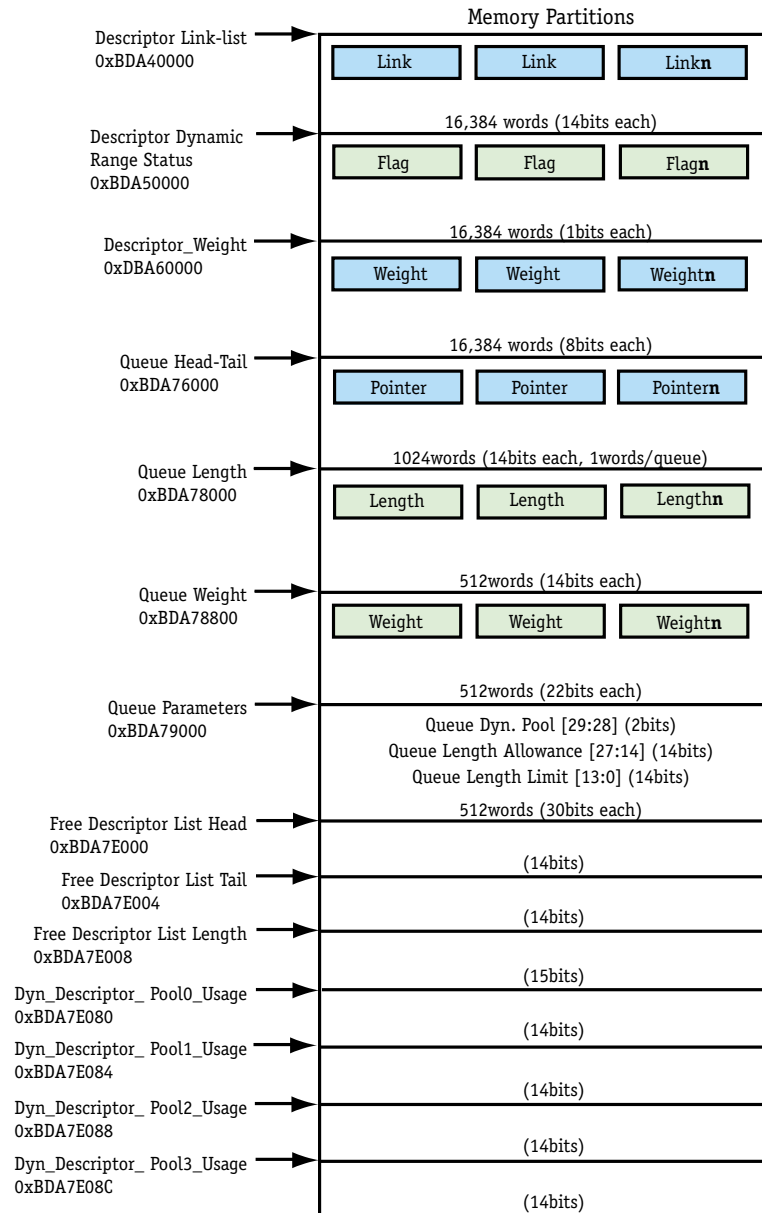 Memory Partitions
Descriptor Link-list
0xBDA40000
Link Link Linkn
16,384 words (14bits each)
Descriptor Dynamic
Range Status
0xBDA50000
Flag Flag Flagn
16,384 words (1bits each)
Descriptor_Weight
0xDBA60000
Weight Weight Weightn
16,384 words (8bits each)
Queue Head-Tail
0xBDA76000
Pointer Pointer Pointern
1024words (14bits each, 1words/queue)
Queue Length
0xBDA78000
Length Length Lengthn
512words (14bits each)
Queue Weight
0xBDA78800
Weight Weight Weightn
512words (22bits each)
Queue Parameters
0xBDA79000
Queue Dyn. Pool [29:28] (2bits)
Queue Length Allowance [27:14] (14bits)
Queue Length Limit [13:0] (14bits)
512words (30bits each)
Free Descriptor List Head
0xBDA7E000
(14bits)
Free Descriptor List Tail
0xBDA7E004
(14bits)
Free Descriptor List Length
0xBDA7E008
(15bits)
Dyn_Descriptor_ Pool0_Usage
0xBDA7E080
(14bits)
Dyn_Descriptor_ Pool1_Usage
0xBDA7E084
(14bits)
Dyn_Descriptor_ Pool2_Usage
0xBDA7E088
(14bits)
Dyn_Descriptor_ Pool3_Usage
0xBDA7E08C
(14bits)